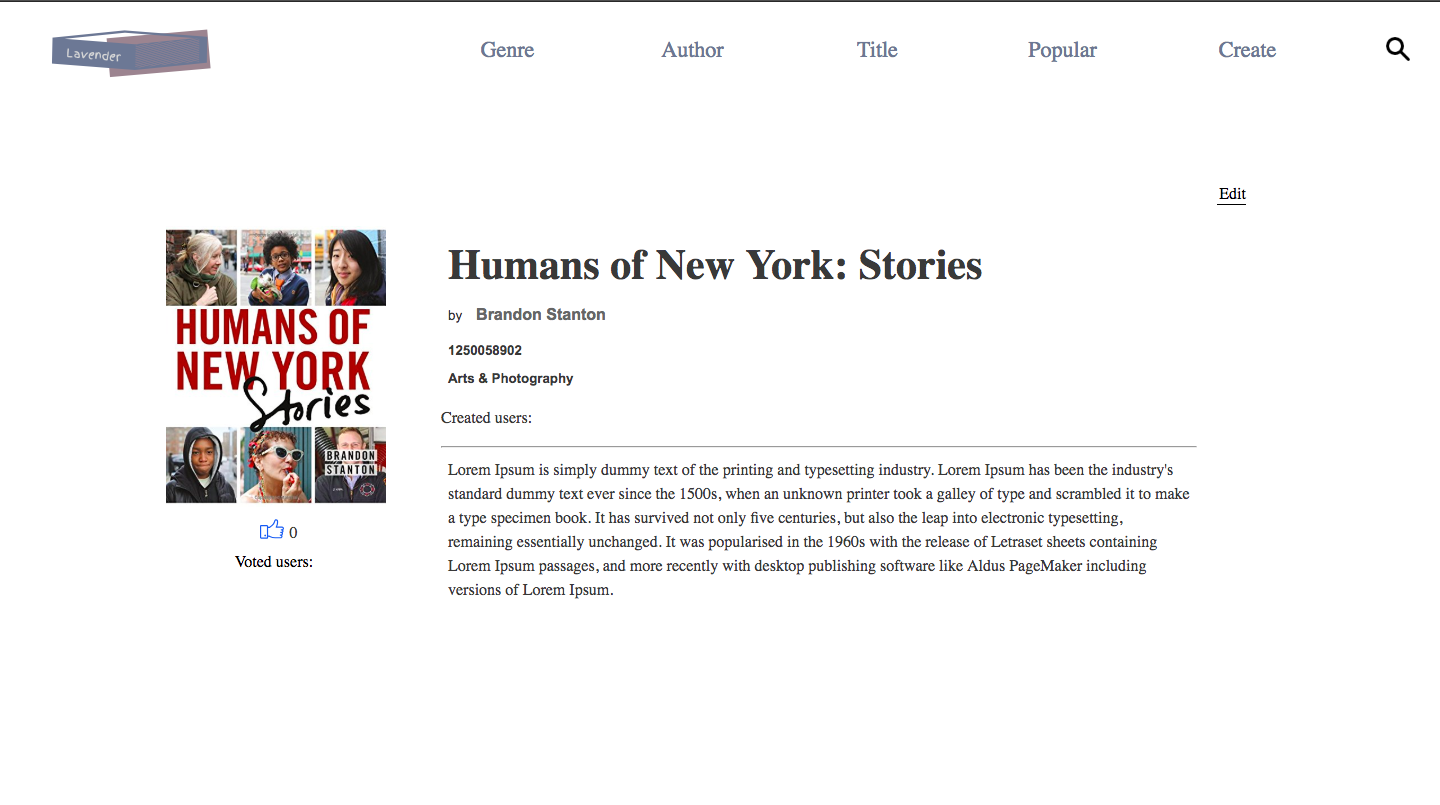 Lavender
Genre
Author
Title
Popular
Create
Edit
HUMANS OF
NEW YORK
Stories
BRANDON
STANTON
0
Voted users:
Humans of New York: Stories
by Brandon Stanton
1250058902
Arts & Photography
Created users:
Lorem Ipsum is simply dummy text of the printing and typesetting industry. Lorem Ipsum has been the industry's
standard dummy text ever since the 1500s, when an unknown printer took a galley of type and scrambled it to make
a type specimen book. It has survived not only five centuries, but also the leap into electronic typesetting,
remaining essentially unchanged. It was popularised in the 1960s with the release of Letraset sheets containing
Lorem Ipsum passages, and more recently with desktop publishing software like Aldus PageMaker including
versions of Lorem Ipsum.